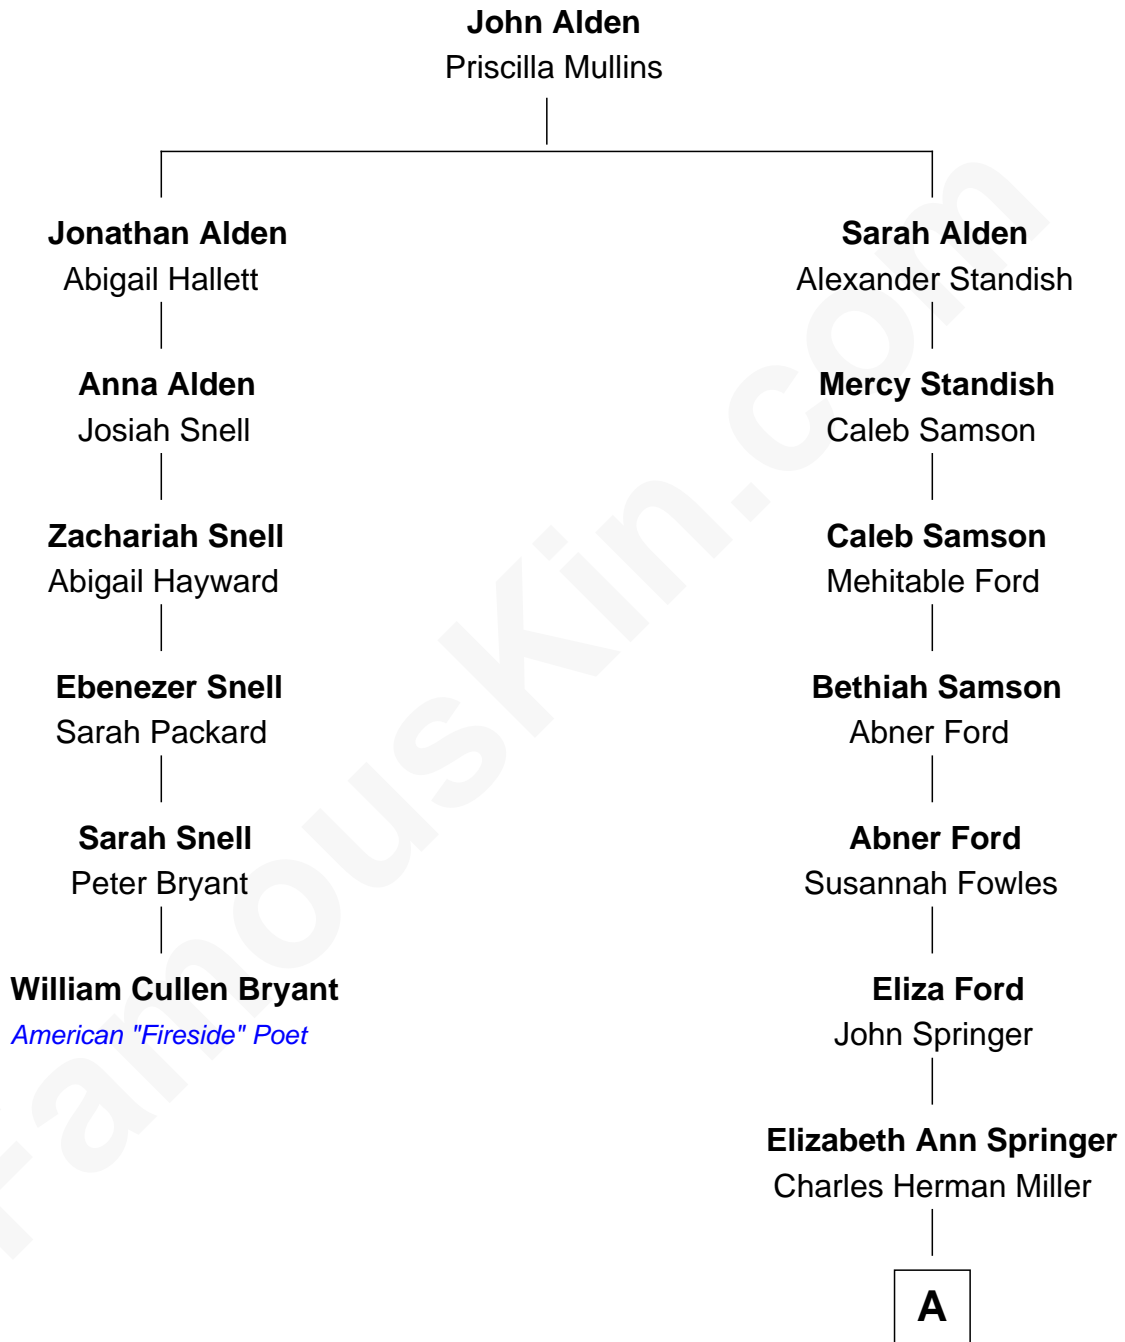 John Alden
Priscilla Mullins
Jonathan Alden
Abigail Hallett
Sarah Alden
Alexander Standish
Anna Alden
Josiah Snell
Mercy Standish
Caleb Samson
Zachariah Snell
Abigail Hayward
Caleb Samson
Mehitable Ford
Ebenezer Snell
Sarah Packard
Bethiah Samson
Abner Ford
Sarah Snell
Peter Bryant
Abner Ford
Susannah Fowles
William Cullen Bryant
American "Fireside" Poet
Eliza Ford
John Springer
Elizabeth Ann Springer
Charles Herman Miller
A
FamousKin.com